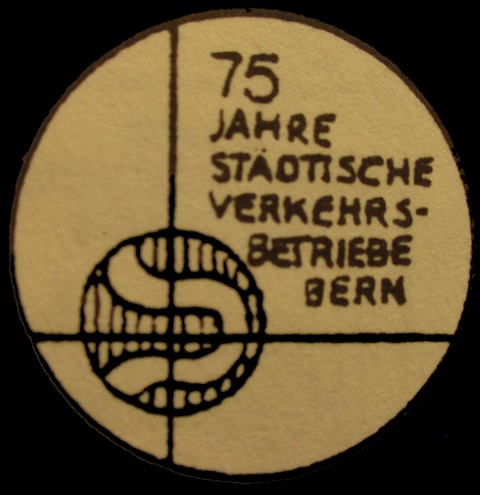 75
JAHRE
STÄDTISCHE
VERKEHRS-
BETRIEBE
BERN